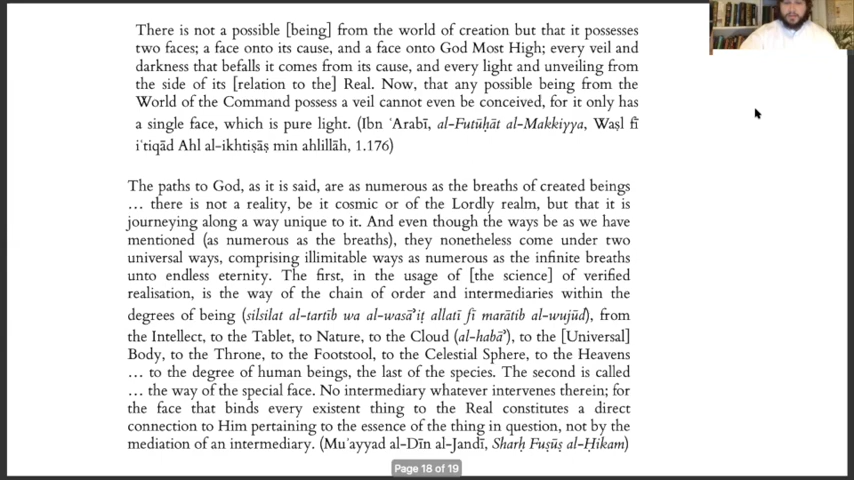 There is not a possible [being] from the world of creation but that it possesses
two faces; a face onto its cause, and a face onto God Most High; every veil and
darkness that befalls it comes from its cause, and every light and unveiling from
the side of its [relation to the] Real. Now, that any possible being from the
World of the Command possess a veil cannot even be conceived, for it only has
a single face, which is pure light. (Ibn ʿArabī, al-Futūḥāt al-Makkiyya, Waṣl fī
iʿtiqād Ahl al-ikhtiṣāṣ min ahlillāh, 1.176)
The paths to God, as it is said, are as numerous as the breaths of created beings
… there is not a reality, be it cosmic or of the Lordly realm, but that it is
journeying along a way unique to it. And even though the ways be as we have
mentioned (as numerous as the breaths), they nonetheless come under two
universal ways, comprising illimitable ways as numerous as the infinite breaths
unto endless eternity. The first, in the usage of [the science] of verified
realisation, is the way of the chain of order and intermediaries within the
degrees of being (silsilat al-tartīb wa al-wasāʾiṭ allatī fī marātib al-wujūd), from
the Intellect, to the Tablet, to Nature, to the Cloud (al-habāʾ), to the [Universal]
Body, to the Throne, to the Footstool, to the Celestial Sphere, to the Heavens
… to the degree of human beings, the last of the species. The second is called
… the way of the special face. No intermediary whatever intervenes therein; for
the face that binds every existent thing to the Real constitutes a direct
connection to Him pertaining to the essence of the thing in question, not by the
mediation of an intermediary. (Muʾayyad al-Dīn al-Jandī, Sharḥ Fuṣūṣ al-Ḥikam)
Page 18 of 19